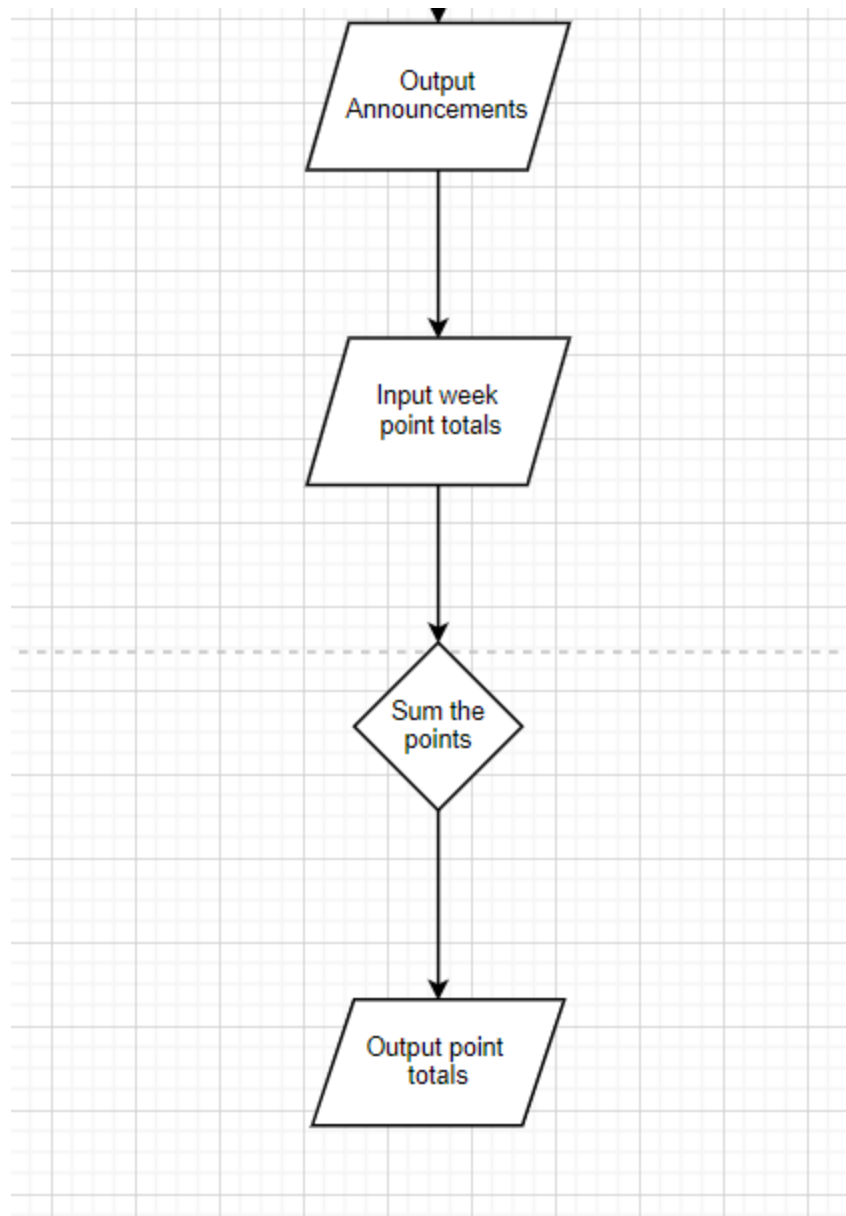 Output
Announcements
Input week
point totals
Sum the
points
Output point
totals